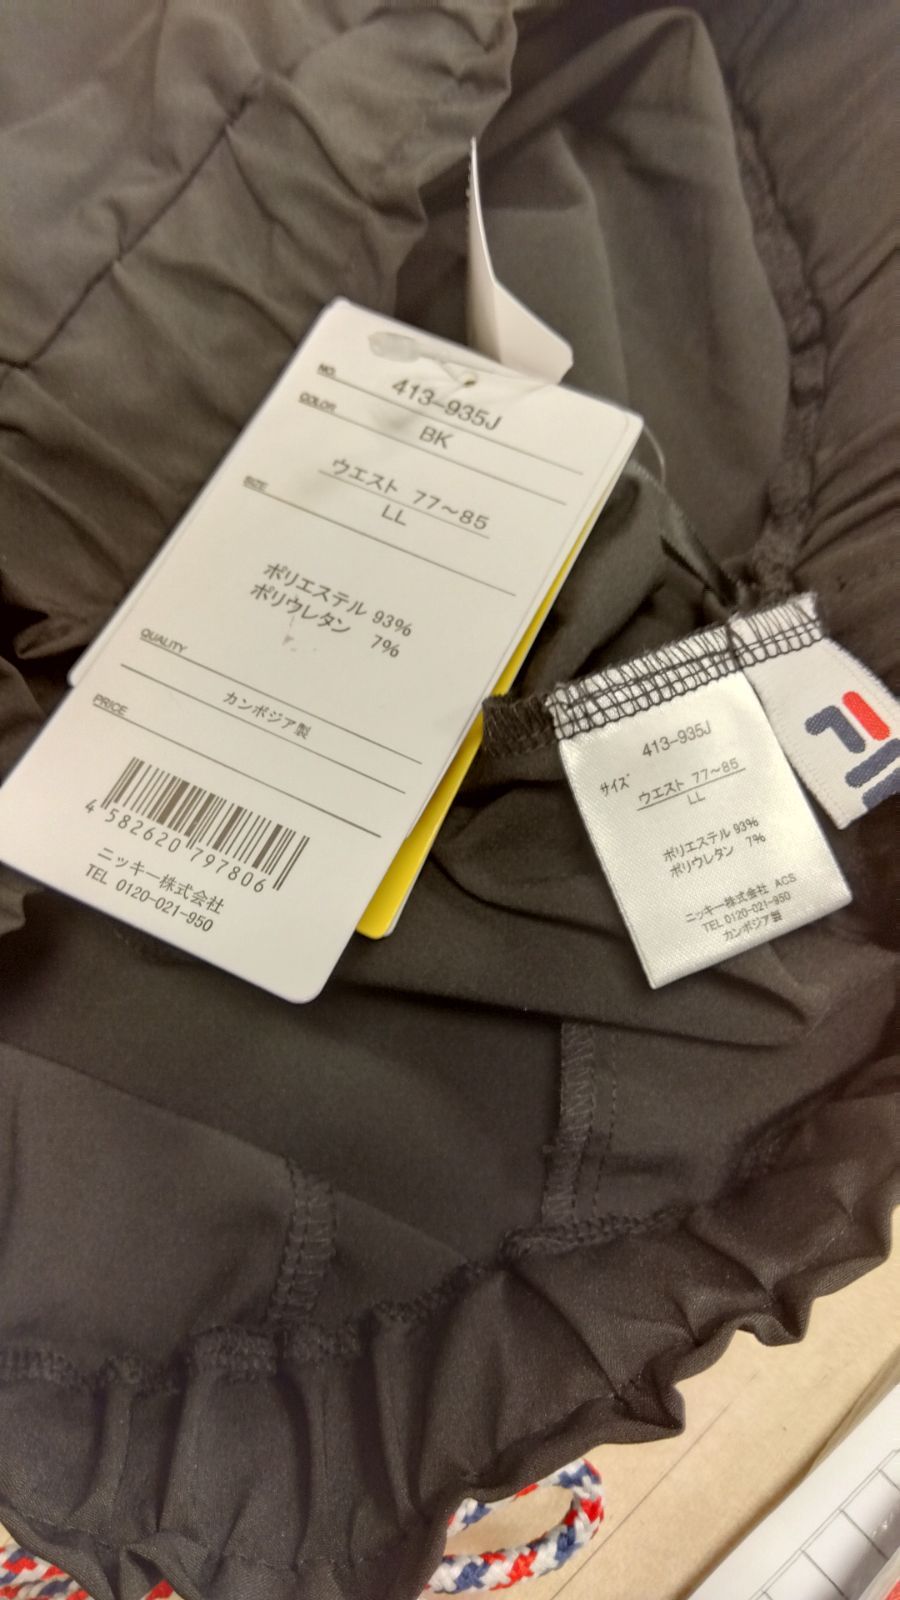 NO.
413-935J
COLOR
BK
ウエスト 77〜85
SIZE
LL
ポリエステル 93%
ポリウレタン 7%
QUALITY
カンボジア製
PRICE
4 582620 797806
ニッキー株式会社
TEL 0120-021-950
413-935J
サイズ
ウエスト 77〜85
LL
ポリエステル 93%
ポリウレタン 7%
ニッキー株式会社 ACS
TEL 0120-021-950
カンボジア製